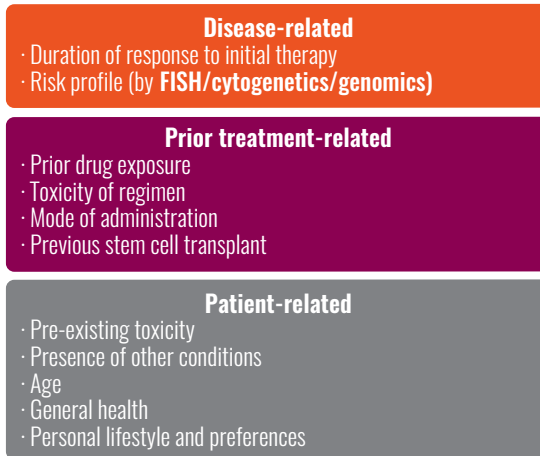 Disease-related
· Duration of response to initial therapy
· Risk profile (by FISH/cytogenetics/genomics)
Prior treatment-related
· Prior drug exposure
· Toxicity of regimen
· Mode of administration
· Previous stem cell transplant
Patient-related
· Pre-existing toxicity
· Presence of other conditions
· Age
· General health
· Personal lifestyle and preferences